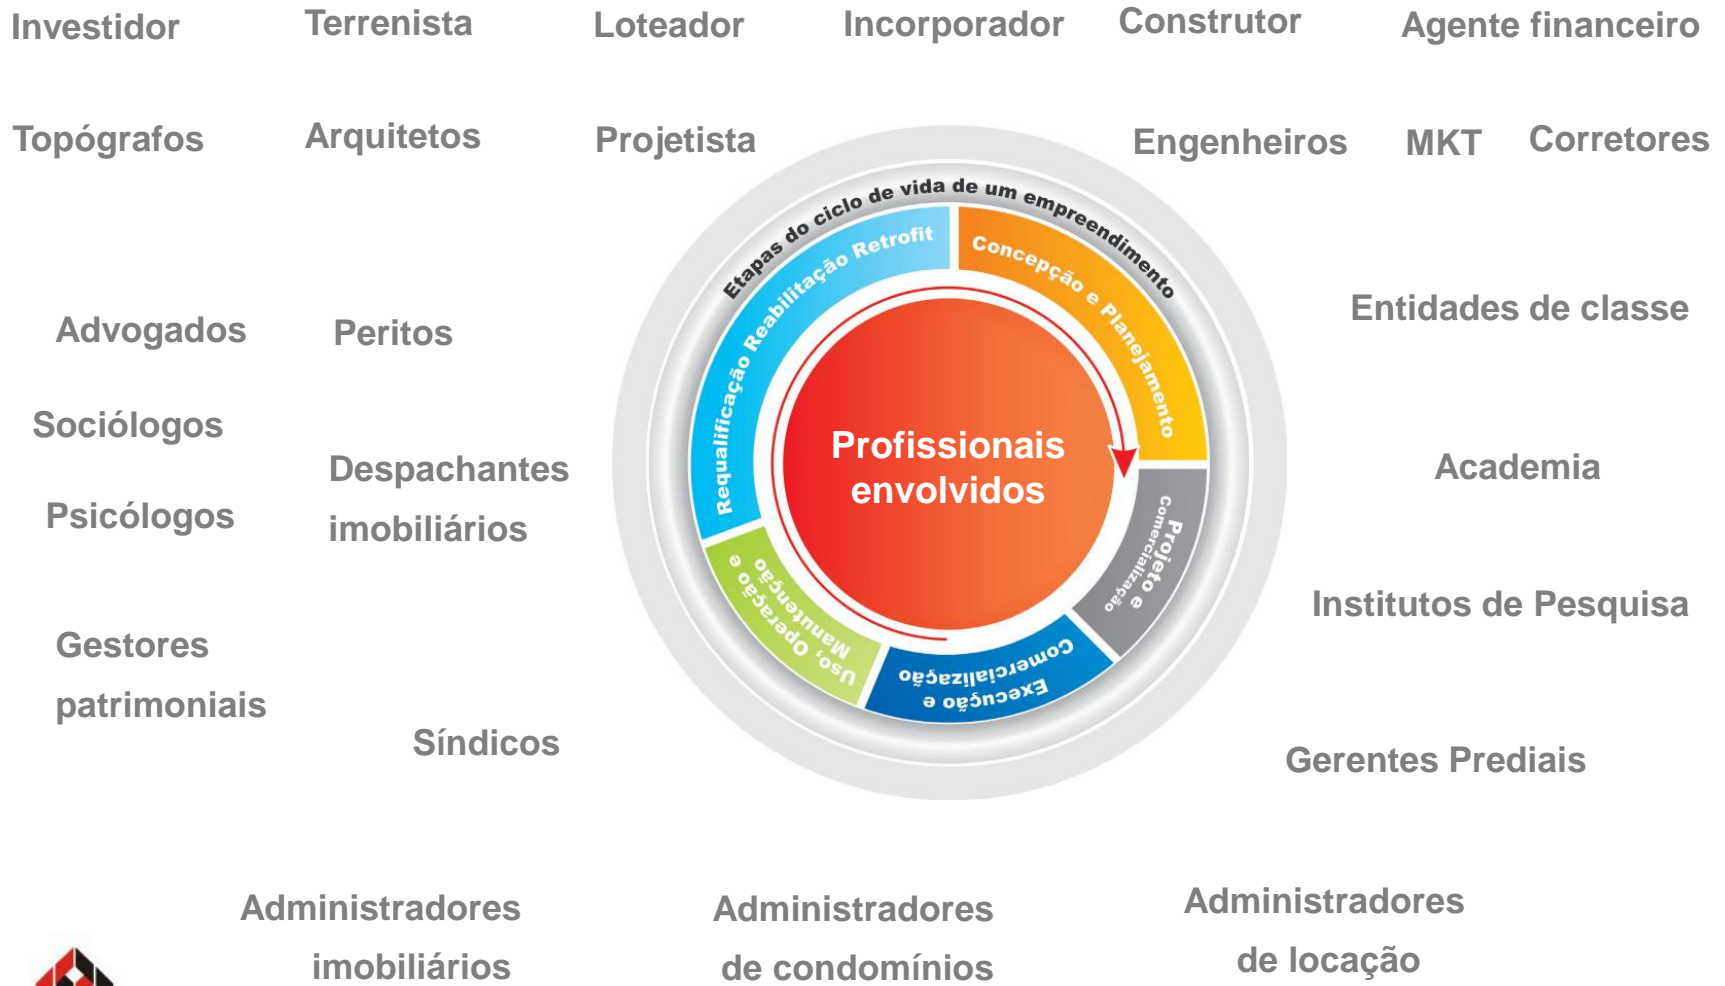 Investidor
Terrenista
Loteador
Incorporador
Construtor
Agente financeiro
Topógrafos
Arquitetos
Projetista
Engenheiros
MKT
Corretores
Etapas do ciclo de vida de um empreendimento
Requalificação Reabilitação Retrofit
Concepção e Planejamento
Projeto e
Comercialização
Execução e
Comercialização
Uso, Operação e
Manutenção
Profissionais
envolvidos
Advogados
Peritos
Entidades de classe
Sociólogos
Despachantes
imobiliários
Academia
Psicólogos
Institutos de Pesquisa
Gestores
patrimoniais
Síndicos
Gerentes Prediais
Administradores
imobiliários
Administradores
de condomínios
Administradores
de locação